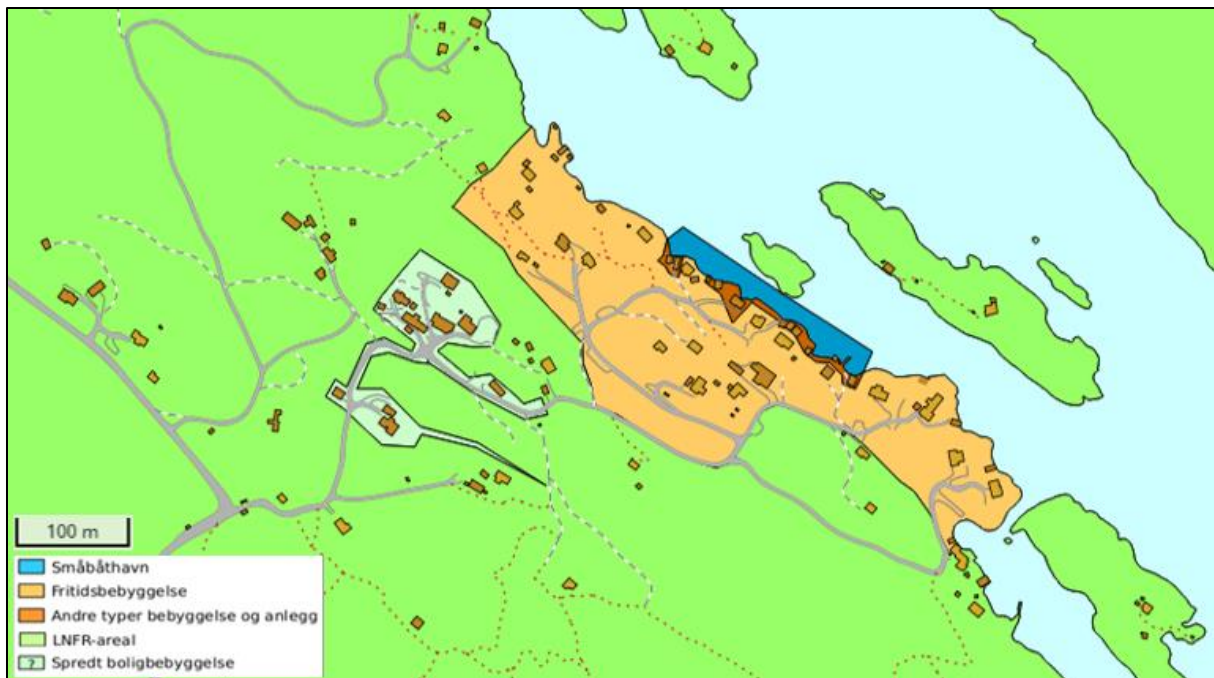 100 m
Småbåthavn
Fritidsbebyggelse
Andre typer bebyggelse og anlegg
LNFR-areal
? Spredt boligbebyggelse